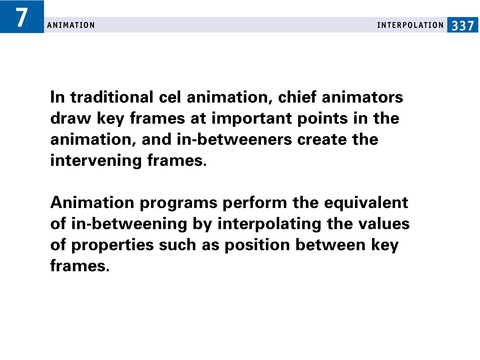 7
ANIMATION
INTERPOLATION 337
In traditional cel animation, chief animators
draw key frames at important points in the
animation, and in-betweeners create the
intervening frames.
Animation programs perform the equivalent
of in-betweening by interpolating the values
of properties such as position between key
frames.